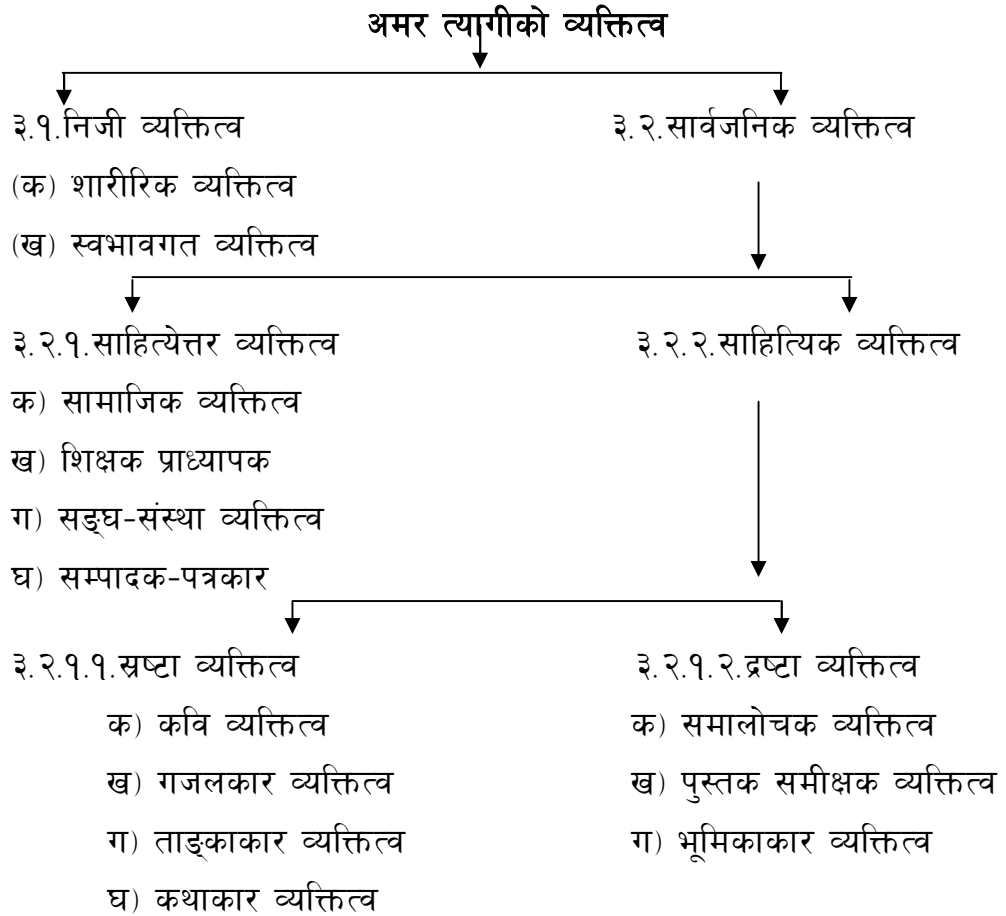 अमर त्यागीको व्यक्तित्व
३.१.निजी व्यक्तित्व ३.२.सार्वजनिक व्यक्तित्व
(क) शारीरिक व्यक्तित्व
(ख) स्वभावगत व्यक्तित्व
३.२.१.साहित्येत्तर व्यक्तित्व ३.२.२.साहित्यिक व्यक्तित्व
क) सामाजिक व्यक्तित्व
ख) शिक्षक प्राध्यापक
ग) सङ्घ-संस्था व्यक्तित्व
घ) सम्पादक-पत्रकार
३.२.१.१.स्रष्टा व्यक्तित्व ३.२.१.२.द्रष्टा व्यक्तित्व
क) कवि व्यक्तित्व क) समालोचक व्यक्तित्व
ख) गजलकार व्यक्तित्व ख) पुस्तक समीक्षक व्यक्तित्व
ग) ताङ्काकार व्यक्तित्व ग) भूमिकाकार व्यक्तित्व
घ) कथाकार व्यक्तित्व